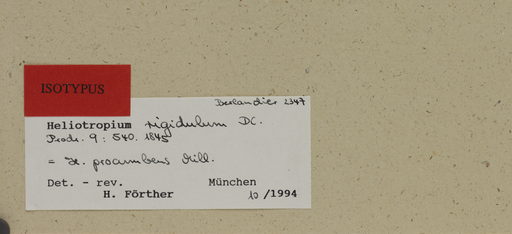 ISOTYPUS
Berlandier 2347
Heliotropium rigidulum DC.
Prodr. 9 : 540. 1845
= H. procumbens Mill.
Det. - rev. München
H. Förther 10/1994